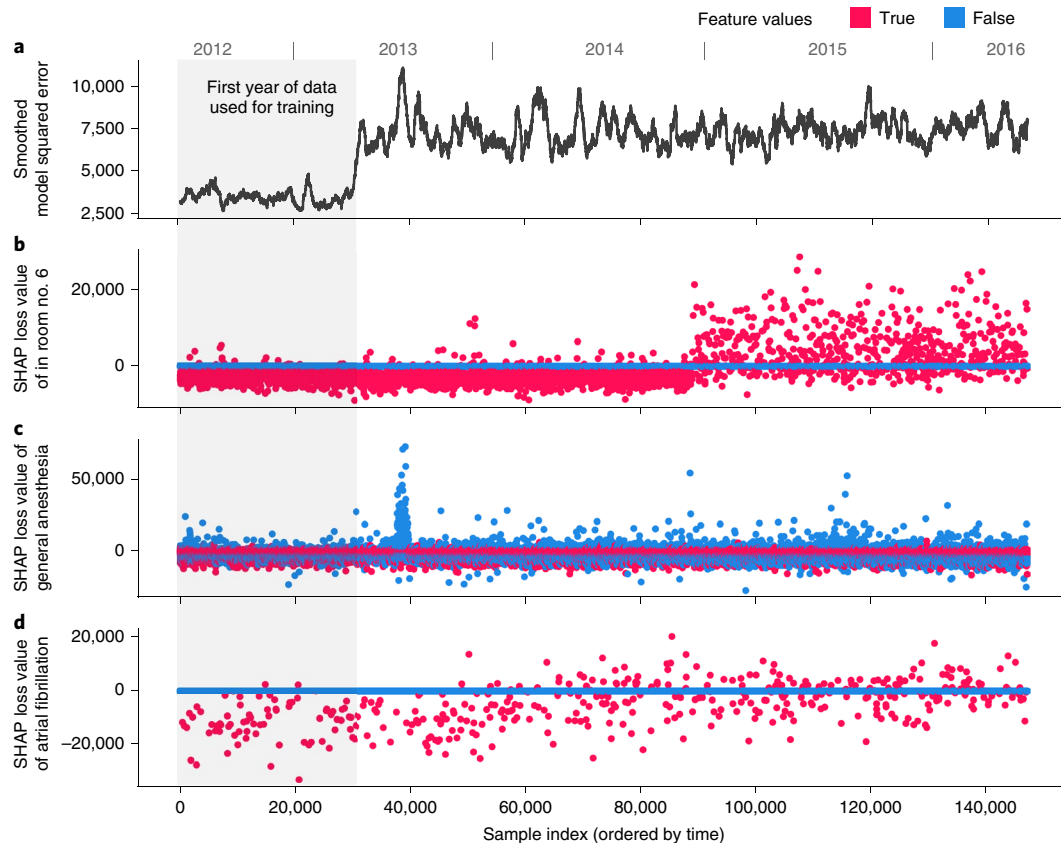 Feature values True False
a
2012 2013 2014 2015 2016
Smoothed
model squared error
10,000
7,500
5,000
2,500
First year of data
used for training
b
SHAP loss value
of in room no. 6
20,000
0
c
SHAP loss value of
general anesthesia
50,000
0
d
SHAP loss value
of atrial fibrillation
20,000
0
−20,000
0 20,000 40,000 60,000 80,000 100,000 120,000 140,000
Sample index (ordered by time)